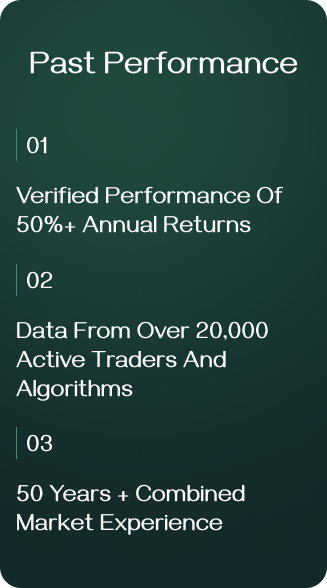 Past Performance
01
Verified Performance Of
50%+ Annual Returns
02
Data From Over 20,000
Active Traders And
Algorithms
03
50 Years + Combined
Market Experience